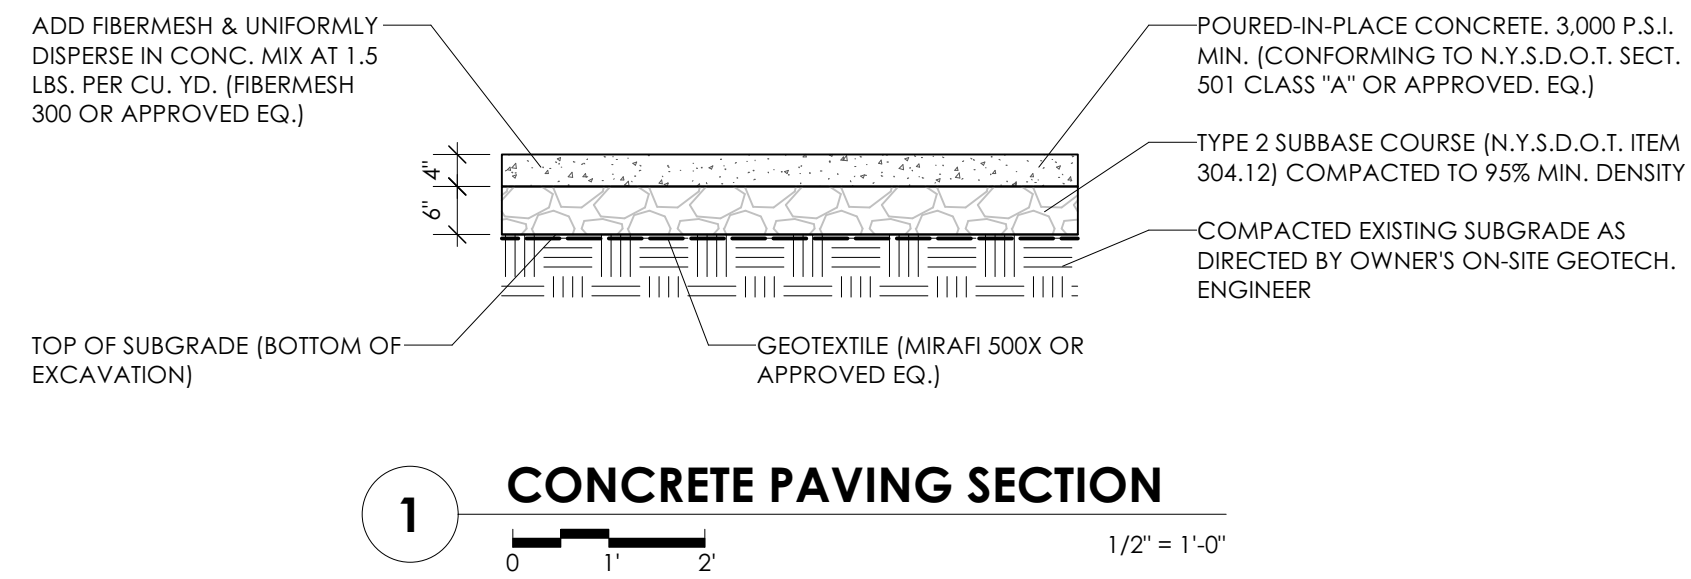 ADD FIBERMESH & UNIFORMLY
DISPERSE IN CONC. MIX AT 1.5
LBS. PER CU. YD. (FIBERMESH
300 OR APPROVED EQ.)
POURED-IN-PLACE CONCRETE. 3,000 P.S.I.
MIN. (CONFORMING TO N.Y.S.D.O.T. SECT.
501 CLASS "A" OR APPROVED. EQ.)
TYPE 2 SUBBASE COURSE (N.Y.S.D.O.T. ITEM
304.12) COMPACTED TO 95% MIN. DENSITY
4"
6"
COMPACTED EXISTING SUBGRADE AS
DIRECTED BY OWNER'S ON-SITE GEOTECH.
ENGINEER
TOP OF SUBGRADE (BOTTOM OF
EXCAVATION)
GEOTEXTILE (MIRAFI 500X OR
APPROVED EQ.)
1
CONCRETE PAVING SECTION
0 1' 2'
1/2" = 1'-0"